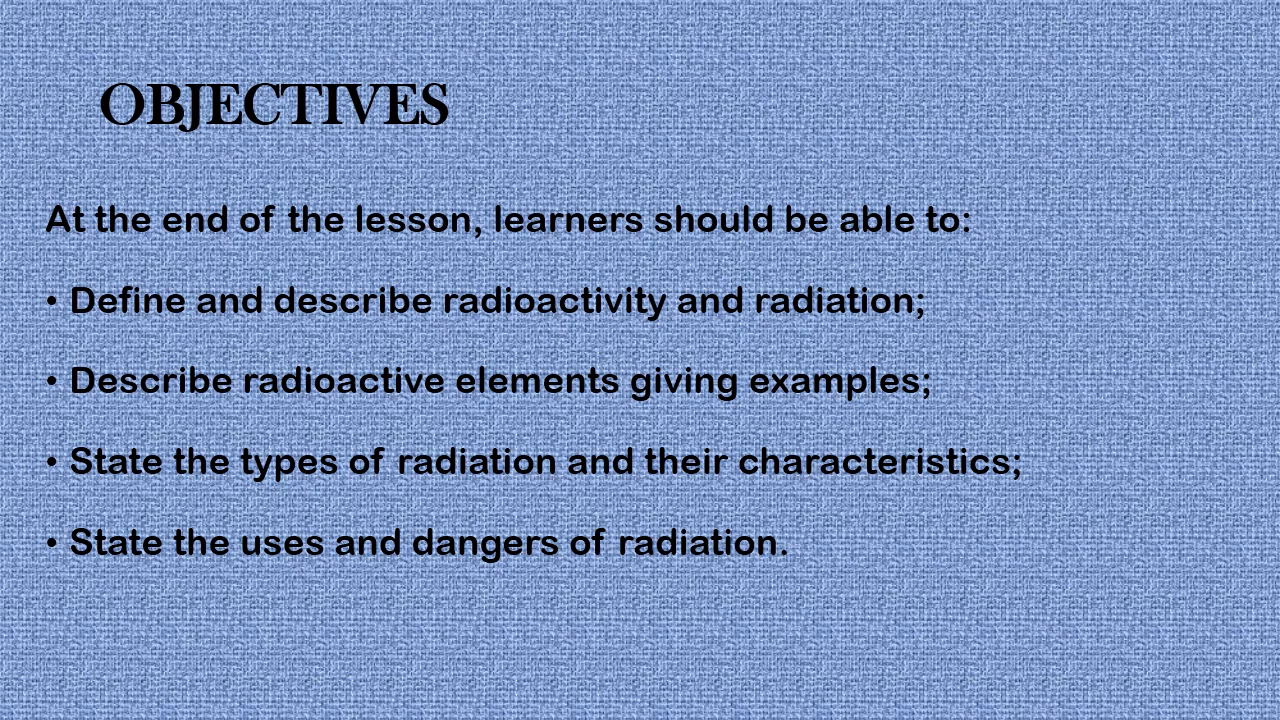 OBJECTIVES
At the end of the lesson, learners should be able to:
• Define and describe radioactivity and radiation;
• Describe radioactive elements giving examples;
• State the types of radiation and their characteristics;
• State the uses and dangers of radiation.